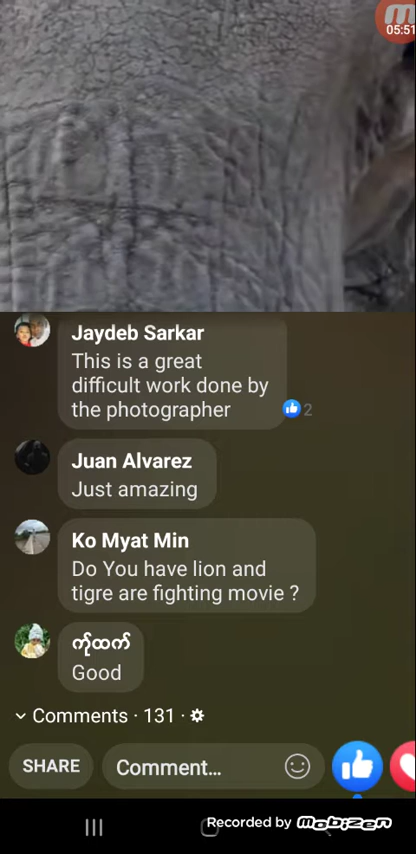 05:51
Jaydeb Sarkar
This is a great
difficult work done by
the photographer
2
Juan Alvarez
Just amazing
Ko Myat Min
Do You have lion and
tigre are fighting movie ?
ကိုထက်
Good
Comments · 131 ·
SHARE
Comment...
Recorded by Mobizen